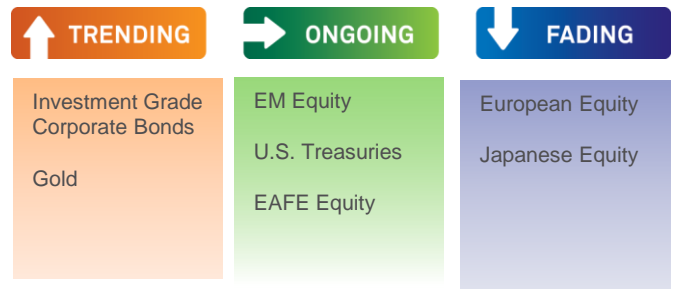 TRENDING
Investment Grade
Corporate Bonds
Gold
ONGOING
EM Equity
U.S. Treasuries
EAFE Equity
FADING
European Equity
Japanese Equity